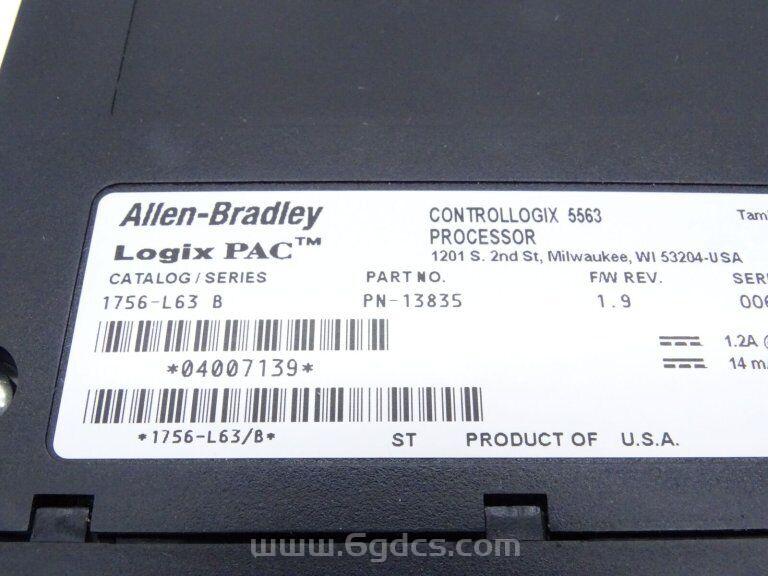 Allen-Bradley
Logix PAC™
CONTROLLOGIX 5563
PROCESSOR
1201 S. 2nd St, Milwaukee, WI 53204-USA
CATALOG / SERIES PART NO. F/W REV.
1756-L63 B PN-13835 1.9 006
1.2A
14 m
*04007139*
*1756-L63/B* ST PRODUCT OF U.S.A.
www.6gdcs.com